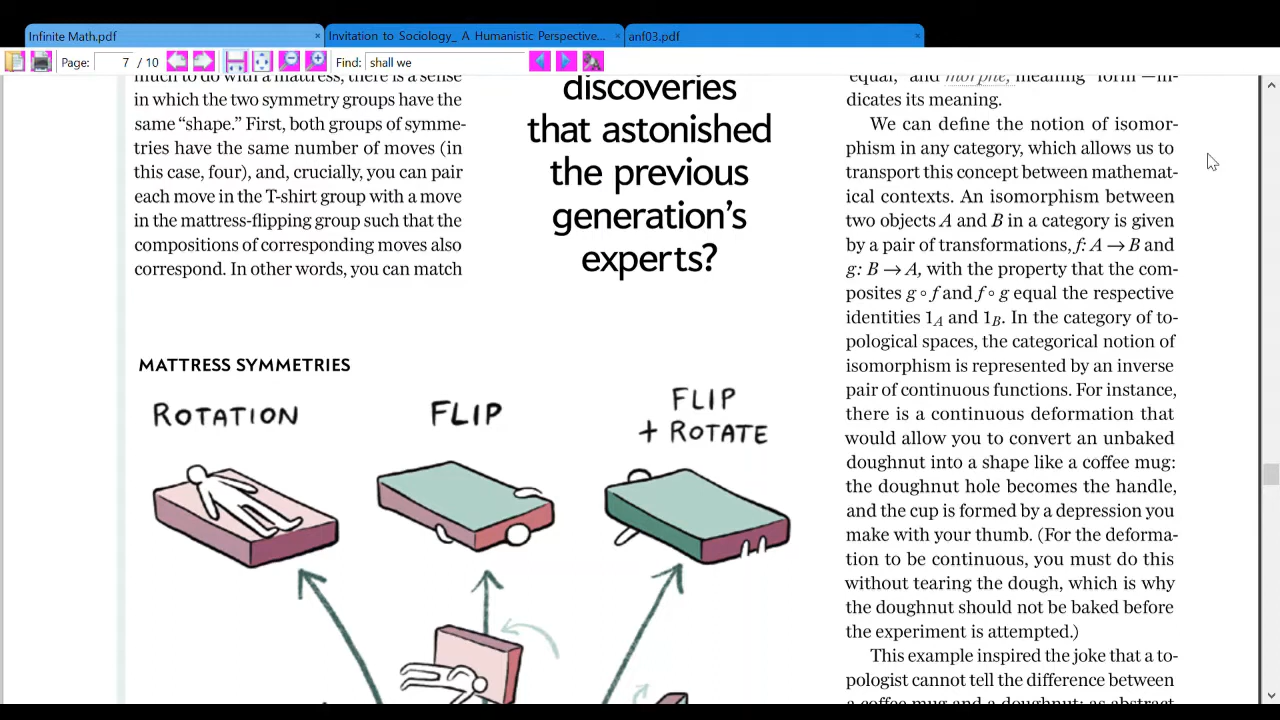 Infinite Math.pdf
Invitation to Sociology_ A Humanistic Perspective...
anf03.pdf
Page: 7 / 10
Find: shall we
much to do with a mattress, there is a sense
in which the two symmetry groups have the
same “shape.” First, both groups of symme-
tries have the same number of moves (in
this case, four), and, crucially, you can pair
each move in the T-shirt group with a move
in the mattress-flipping group such that the
compositions of corresponding moves also
correspond. In other words, you can match
discoveries
that astonished
the previous
generation’s
experts?
MATTRESS SYMMETRIES
ROTATION
FLIP
FLIP
+ ROTATE
equal,” and morphe, meaning “form”—in-
dicates its meaning.
We can define the notion of isomor-
phism in any category, which allows us to
transport this concept between mathemat-
ical contexts. An isomorphism between
two objects A and B in a category is given
by a pair of transformations, f: A → B and
g: B → A, with the property that the com-
posites g ∘ f and f ∘ g equal the respective
identities 1A and 1B. In the category of to-
pological spaces, the categorical notion of
isomorphism is represented by an inverse
pair of continuous functions. For instance,
there is a continuous deformation that
would allow you to convert an unbaked
doughnut into a shape like a coffee mug:
the doughnut hole becomes the handle,
and the cup is formed by a depression you
make with your thumb. (For the deforma-
tion to be continuous, you must do this
without tearing the dough, which is why
the doughnut should not be baked before
the experiment is attempted.)
This example inspired the joke that a to-
pologist cannot tell the difference between
a coffee mug and a doughnut: as abstract